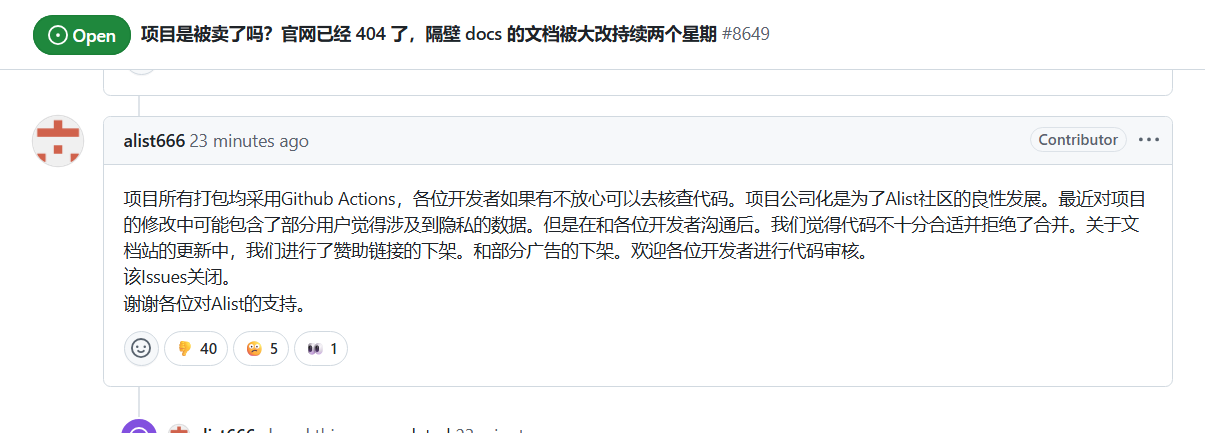 Open 项目是被卖了吗？官网已经 404 了，隔壁 docs 的文档被大改持续两个星期 #8649
alist666 23 minutes ago Contributor
项目所有打包均采用Github Actions，各位开发者如果有不放心可以去核查代码。项目公司化是为了Alist社区的良性发展。最近对项目
的修改中可能包含了部分用户觉得涉及到隐私的数据。但是在和各位开发者沟通后。我们觉得代码不十分合适并拒绝了合并。关于文
档站的更新中，我们进行了赞助链接的下架。和部分广告的下架。欢迎各位开发者进行代码审核。
该Issues关闭。
谢谢各位对Alist的支持。
40 5 1